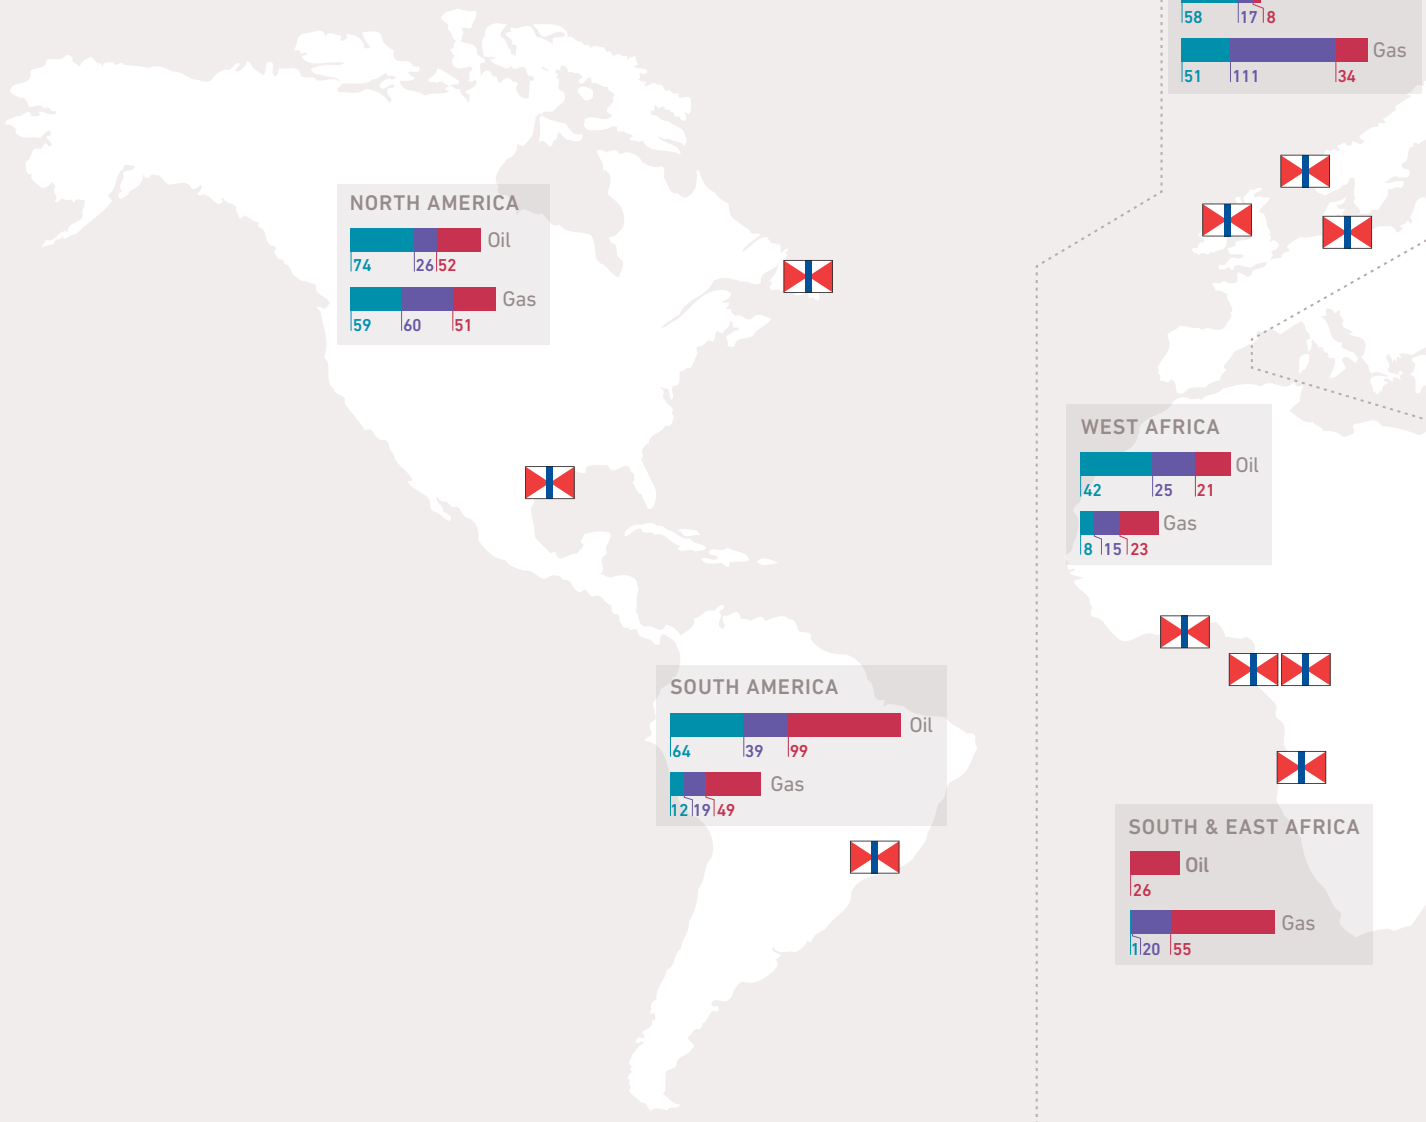 58 17 8
Gas
51 111 34
NORTH AMERICA
Oil
74 26 52
Gas
59 60 51
WEST AFRICA
Oil
42 25 21
Gas
8 15 23
SOUTH AMERICA
Oil
64 39 99
Gas
12 19 49
SOUTH & EAST AFRICA
Oil
26
Gas
1 20 55